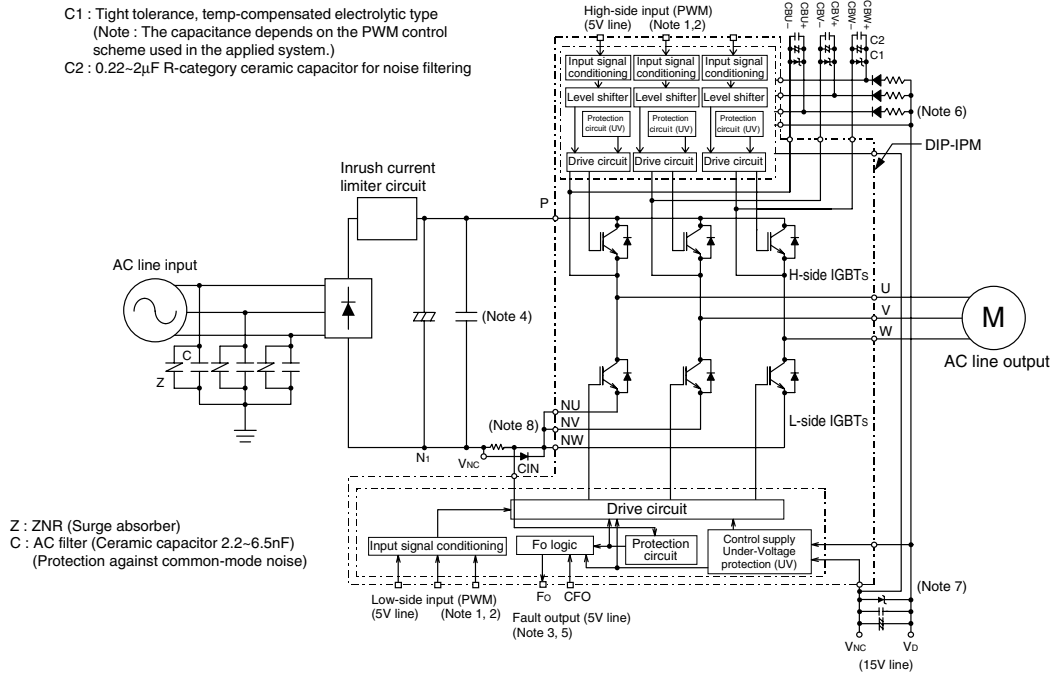 C1 : Tight tolerance, temp-compensated electrolytic type
(Note : The capacitance depends on the PWM control
scheme used in the applied system.)
C2 : 0.22~2μF R-category ceramic capacitor for noise filtering
High-side input (PWM)
(5V line) (Note 1,2)
CBU–
CBU+
CBV–
CBV+
CBW–
CBW+
C2
C1
Input signal conditioning
Input signal conditioning
Input signal conditioning
Level shifter
Level shifter
Level shifter
Protection circuit (UV)
Protection circuit (UV)
Protection circuit (UV)
Drive circuit
Drive circuit
Drive circuit
(Note 6)
DIP-IPM
Inrush current
limiter circuit
P
AC line input
(Note 4)
H-side IGBTs
U
V
W
M
AC line output
C
Z
NU
NV
NW
(Note 8)
L-side IGBTs
N1
VNC
CIN
Z : ZNR (Surge absorber)
C : AC filter (Ceramic capacitor 2.2~6.5nF)
(Protection against common-mode noise)
Drive circuit
Input signal conditioning
Fo logic
Protection
circuit
Control supply
Under-Voltage
protection (UV)
Low-side input (PWM)
(5V line) (Note 1, 2)
FO
CFO
Fault output (5V line)
(Note 3, 5)
(Note 7)
VNC
VD
(15V line)